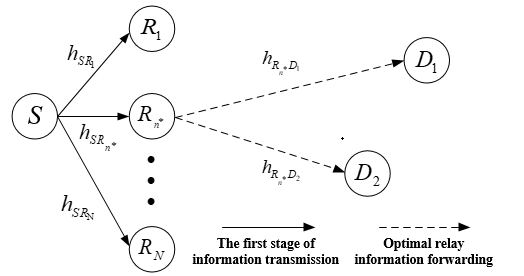 R_1
h_{SR_1}
h_{R_{n^*}D_1}
D_1
S
R_{n^*}
h_{SR_{n^*}}
h_{R_{n^*}D_2}
D_2
h_{SR_N}
R_N
The first stage of
information transmission
Optimal relay
information forwarding